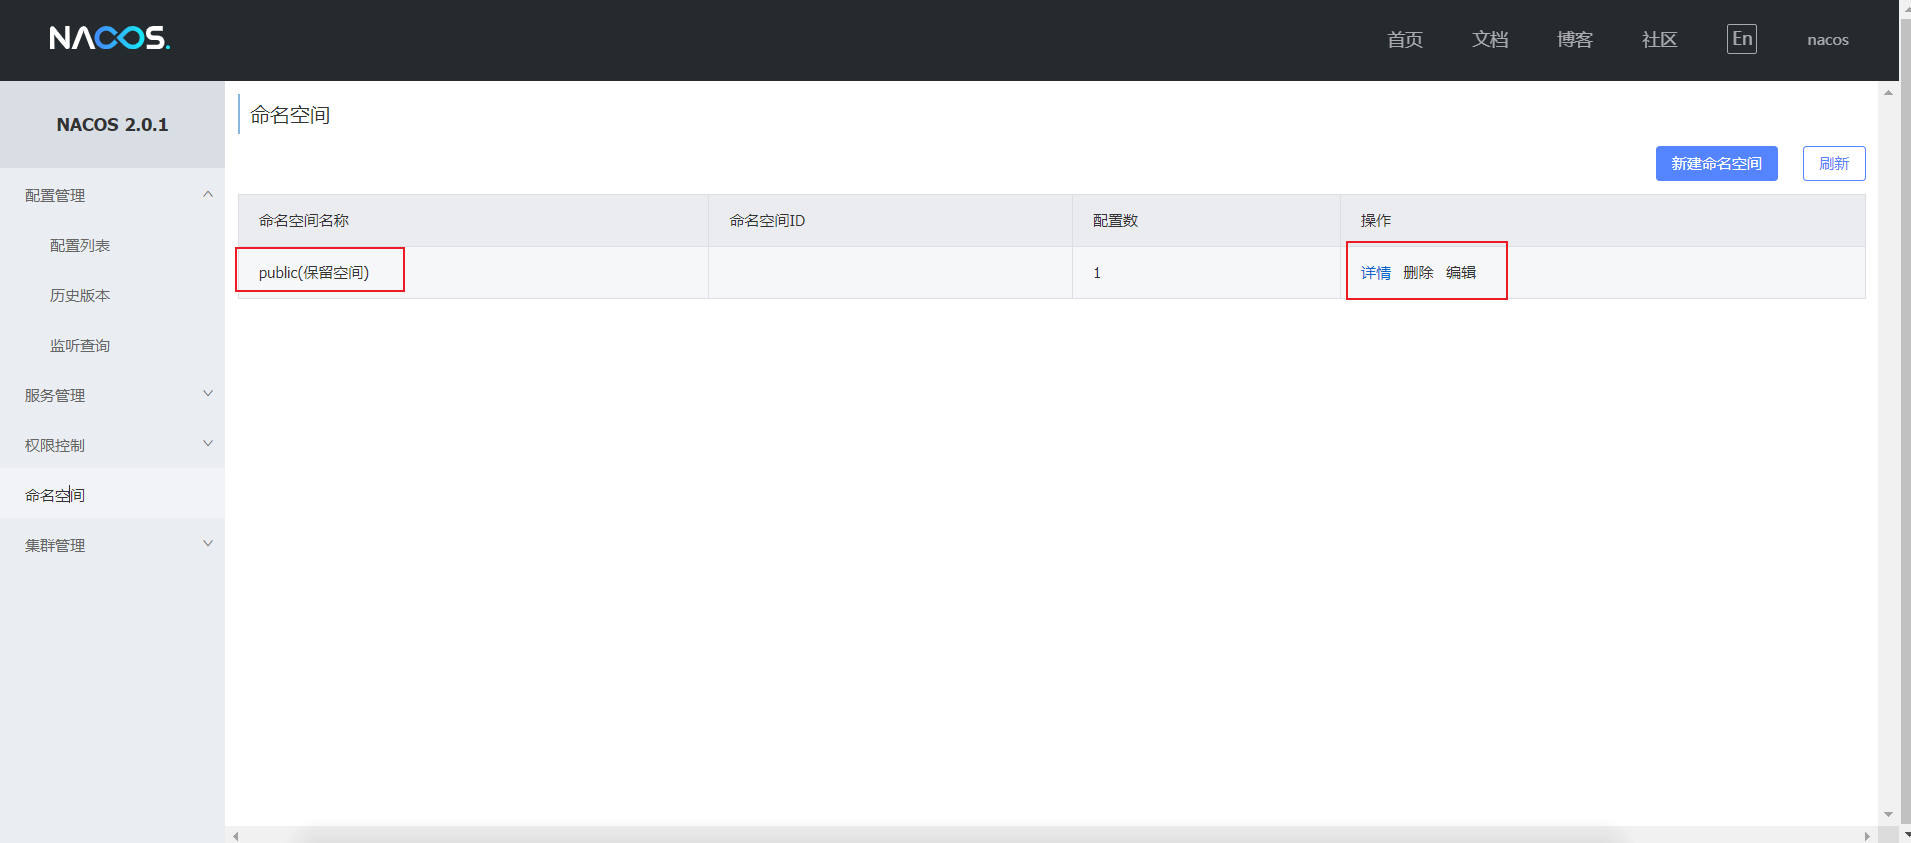 NACOS.
首页 文档 博客 社区 En nacos
NACOS 2.0.1
配置管理
配置列表
历史版本
监听查询
服务管理
权限控制
命名空间
集群管理
命名空间
新建命名空间 刷新
命名空间名称 命名空间ID 配置数 操作
public(保留空间) 1 详情 删除 编辑